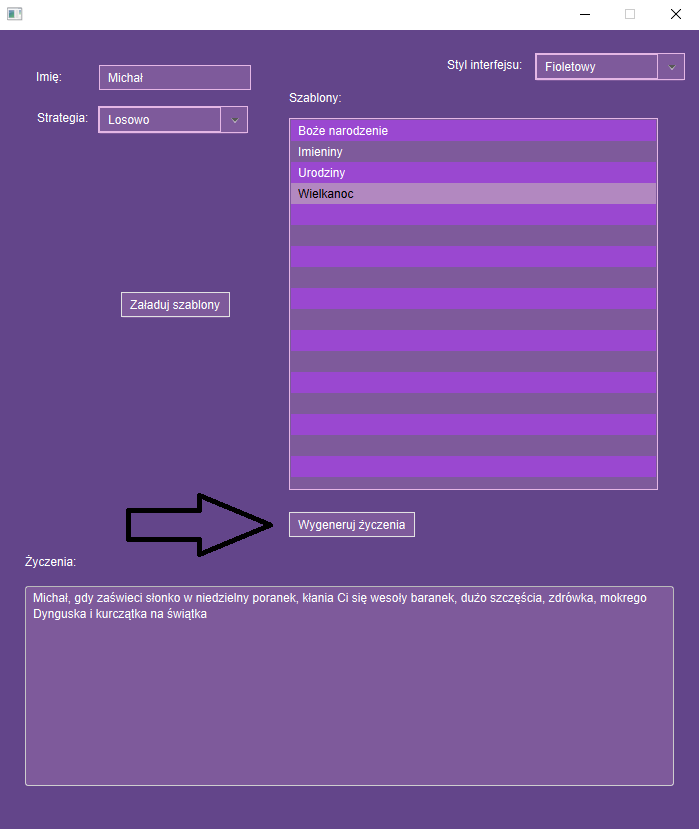 Imię:
Michał
Styl interfejsu:
Fioletowy
Strategia:
Losowo
Szablony:
Boże narodzenie
Imieniny
Urodziny
Wielkanoc
Załaduj szablony
Wygeneruj życzenia
Życzenia:
Michał, gdy zaświeci słonko w niedzielny poranek, kłania Ci się wesoły baranek, dużo szczęścia, zdrówka, mokrego
Dynguska i kurczątka na świątka